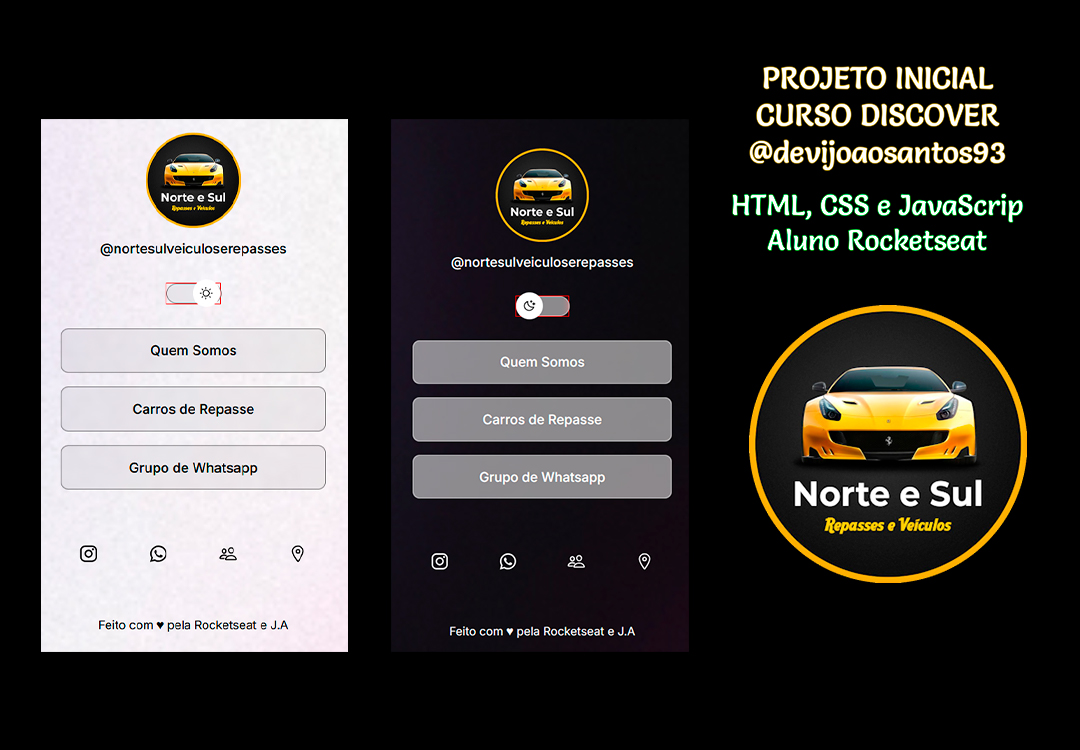 Norte e Sul
Repasses e Veículos
@nortesulveiculoserepasses
Quem Somos
Carros de Repasse
Grupo de Whatsapp
Feito com ♥ pela Rocketseat e J.A
Norte e Sul
Repasses e Veículos
@nortesulveiculoserepasses
Quem Somos
Carros de Repasse
Grupo de Whatsapp
Feito com ♥ pela Rocketseat e J.A
PROJETO INICIAL
CURSO DISCOVER
@devijoaosantos93
HTML, CSS e JavaScrip
Aluno Rocketseat
Norte e Sul
Repasses e Veículos